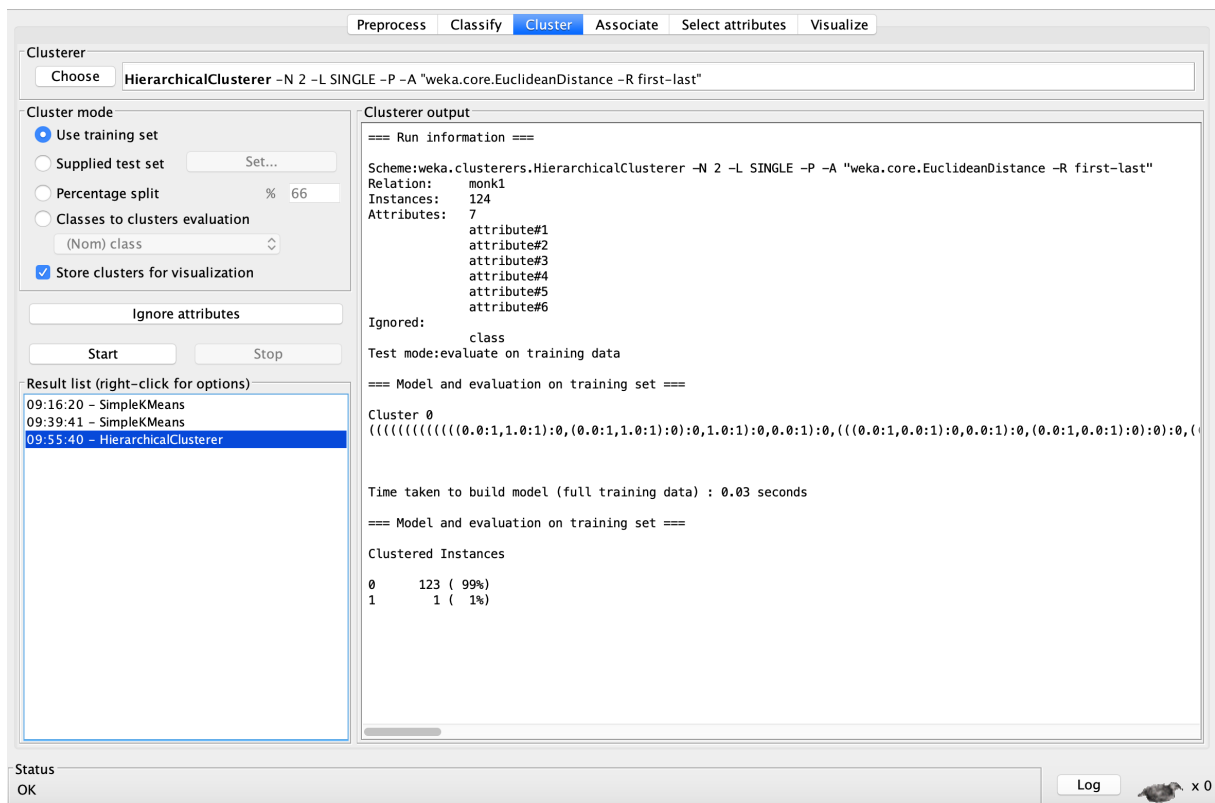 Preprocess Classify Cluster Associate Select attributes Visualize
Clusterer
Choose HierarchicalClusterer -N 2 -L SINGLE -P -A "weka.core.EuclideanDistance -R first-last"
Cluster mode
Use training set
Supplied test set Set...
Percentage split % 66
Classes to clusters evaluation
(Nom) class
Store clusters for visualization
Ignore attributes
Start Stop
Result list (right-click for options)
09:16:20 - SimpleKMeans
09:39:41 - SimpleKMeans
09:55:40 - HierarchicalClusterer
Clusterer output
=== Run information ===
Scheme:weka.clusterers.HierarchicalClusterer -N 2 -L SINGLE -P -A "weka.core.EuclideanDistance -R first-last"
Relation: monk1
Instances: 124
Attributes: 7
attribute#1
attribute#2
attribute#3
attribute#4
attribute#5
attribute#6
Ignored:
class
Test mode:evaluate on training data
=== Model and evaluation on training set ===
Cluster 0
(((((((((((((0.0:1,1.0:1):0,(0.0:1,1.0:1):0):0,1.0:1):0,0.0:1):0,(((0.0:1,0.0:1):0,0.0:1):0,(0.0:1,0.0:1):0):0):0,((
Time taken to build model (full training data) : 0.03 seconds
=== Model and evaluation on training set ===
Clustered Instances
0 123 ( 99%)
1 1 ( 1%)
Status
OK
Log x 0